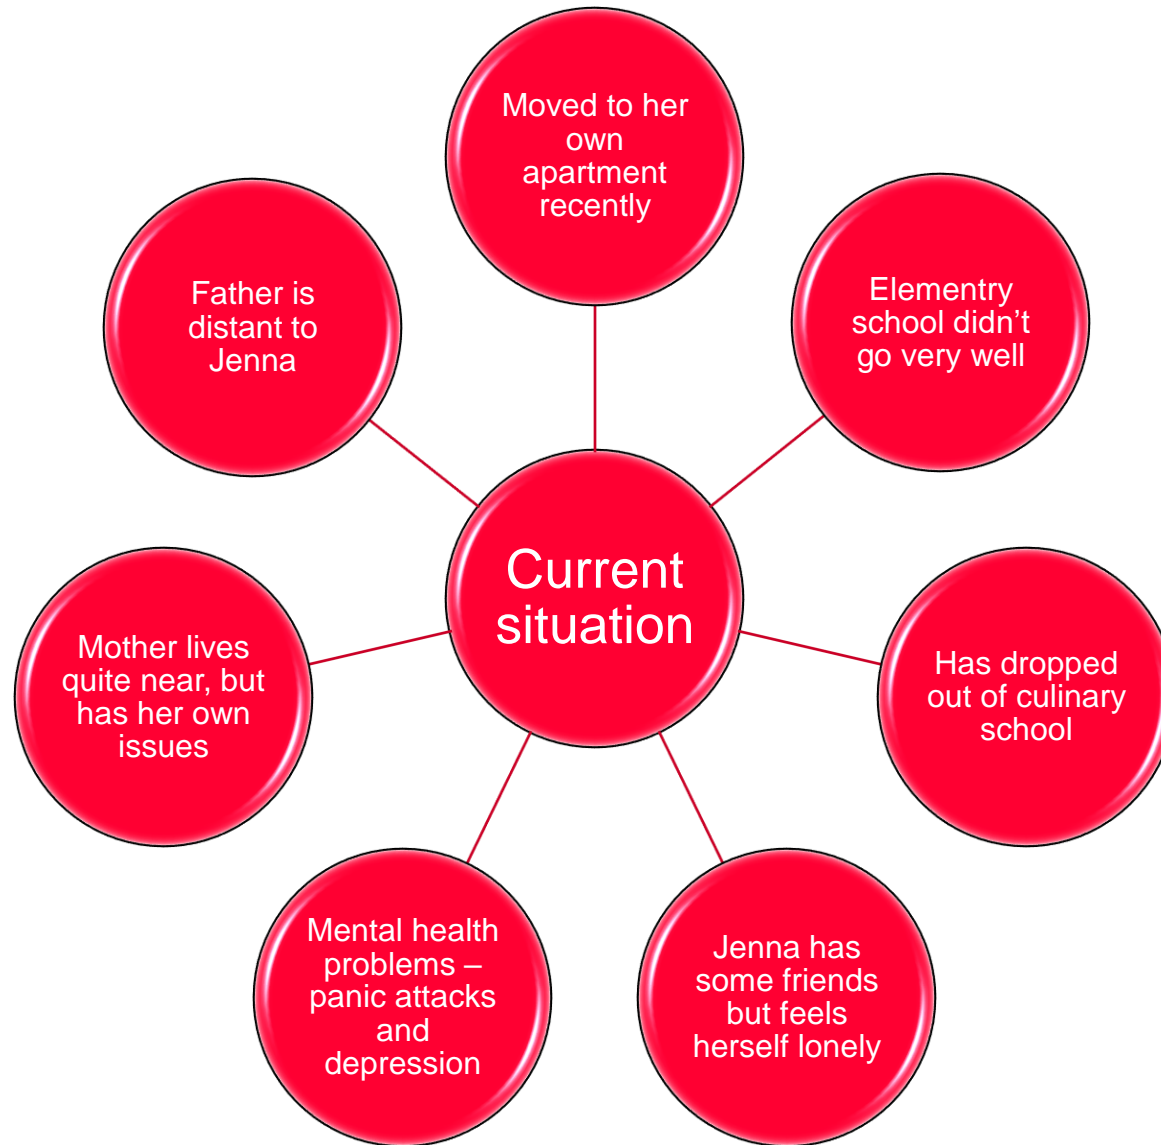 Moved to her
own
apartment
recently
Elementry
school didn’t
go very well
Has dropped
out of culinary
school
Jenna has
some friends
but feels
herself lonely
Mental health
problems –
panic attacks
and
depression
Mother lives
quite near, but
has her own
issues
Father is
distant to
Jenna
Current
situation